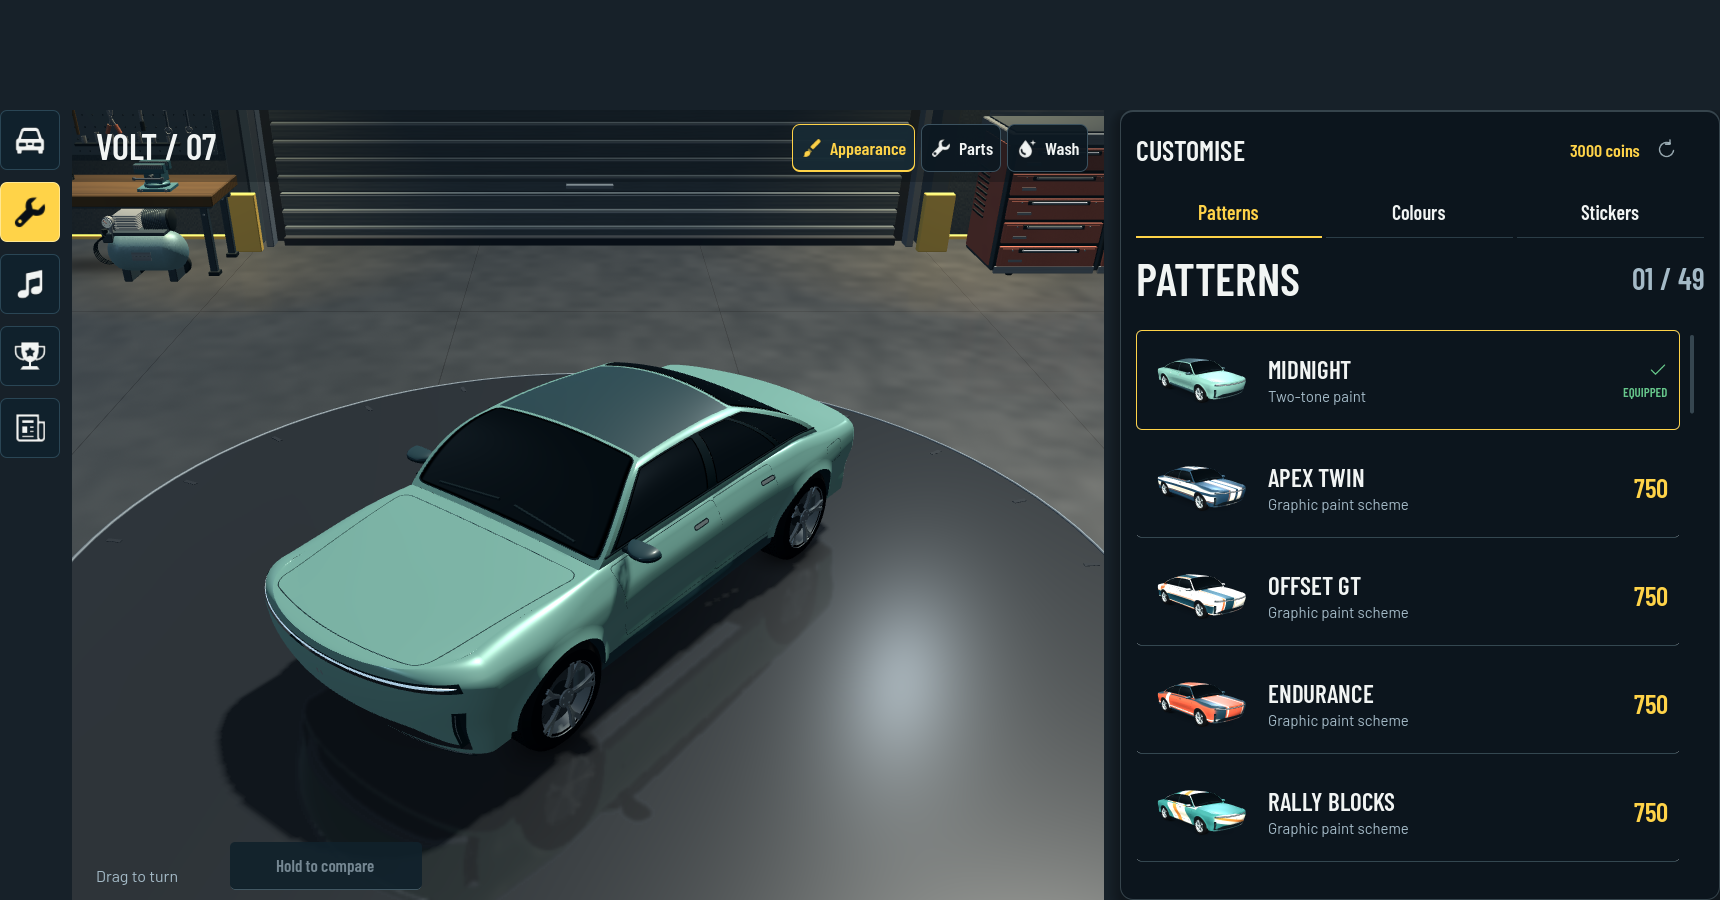 VOLT / 07
Appearance
Parts
Wash
Drag to turn
Hold to compare
CUSTOMISE
3000 coins
Patterns
Colours
Stickers
PATTERNS
01 / 49
MIDNIGHT
Two-tone paint
EQUIPPED
APEX TWIN
Graphic paint scheme
750
OFFSET GT
Graphic paint scheme
750
ENDURANCE
Graphic paint scheme
750
RALLY BLOCKS
Graphic paint scheme
750